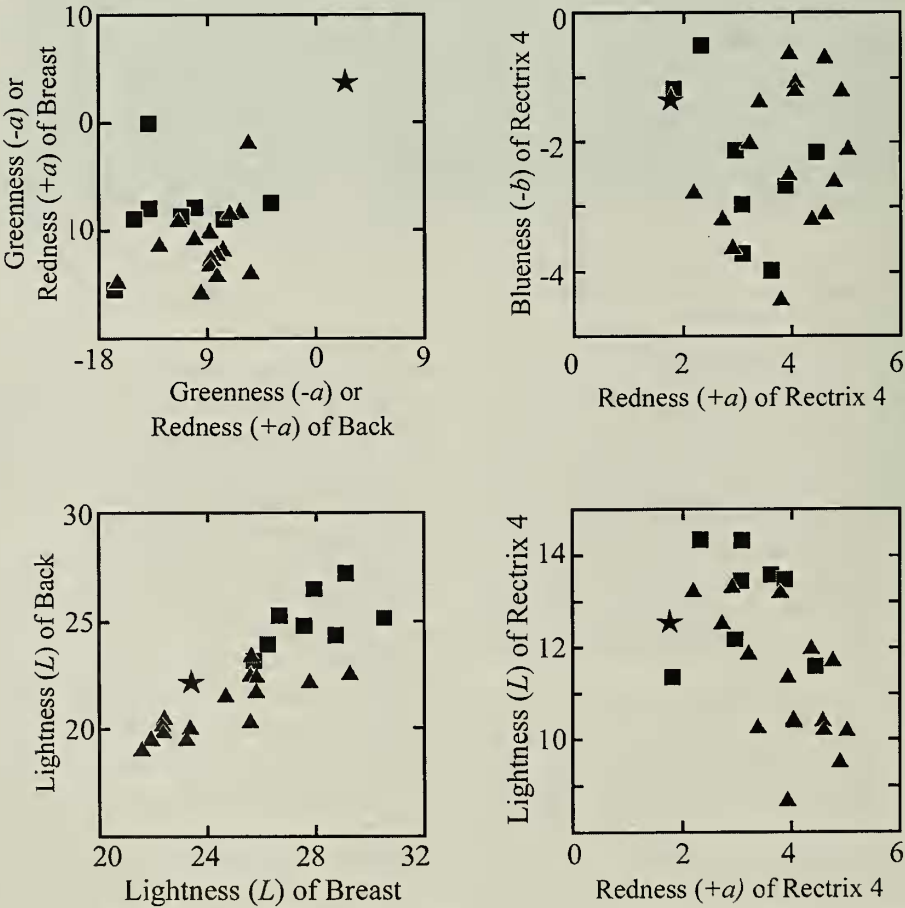 10
0
10
Greenness (-a) or
Redness (+a) of Breast
-18
9
0
9
Greenness (-a) or
Redness (+a) of Back
-0
-2
-4
Blueness (-b) of Rectrix 4
0
2
4
6
Redness (+a) of Rectrix 4
30
25
20
Lightness (L) of Back
20
24
28
32
Lightness (L) of Breast
14
12
10
Lightness (L) of Rectrix 4
0
2
4
6
Redness (+a) of Rectrix 4